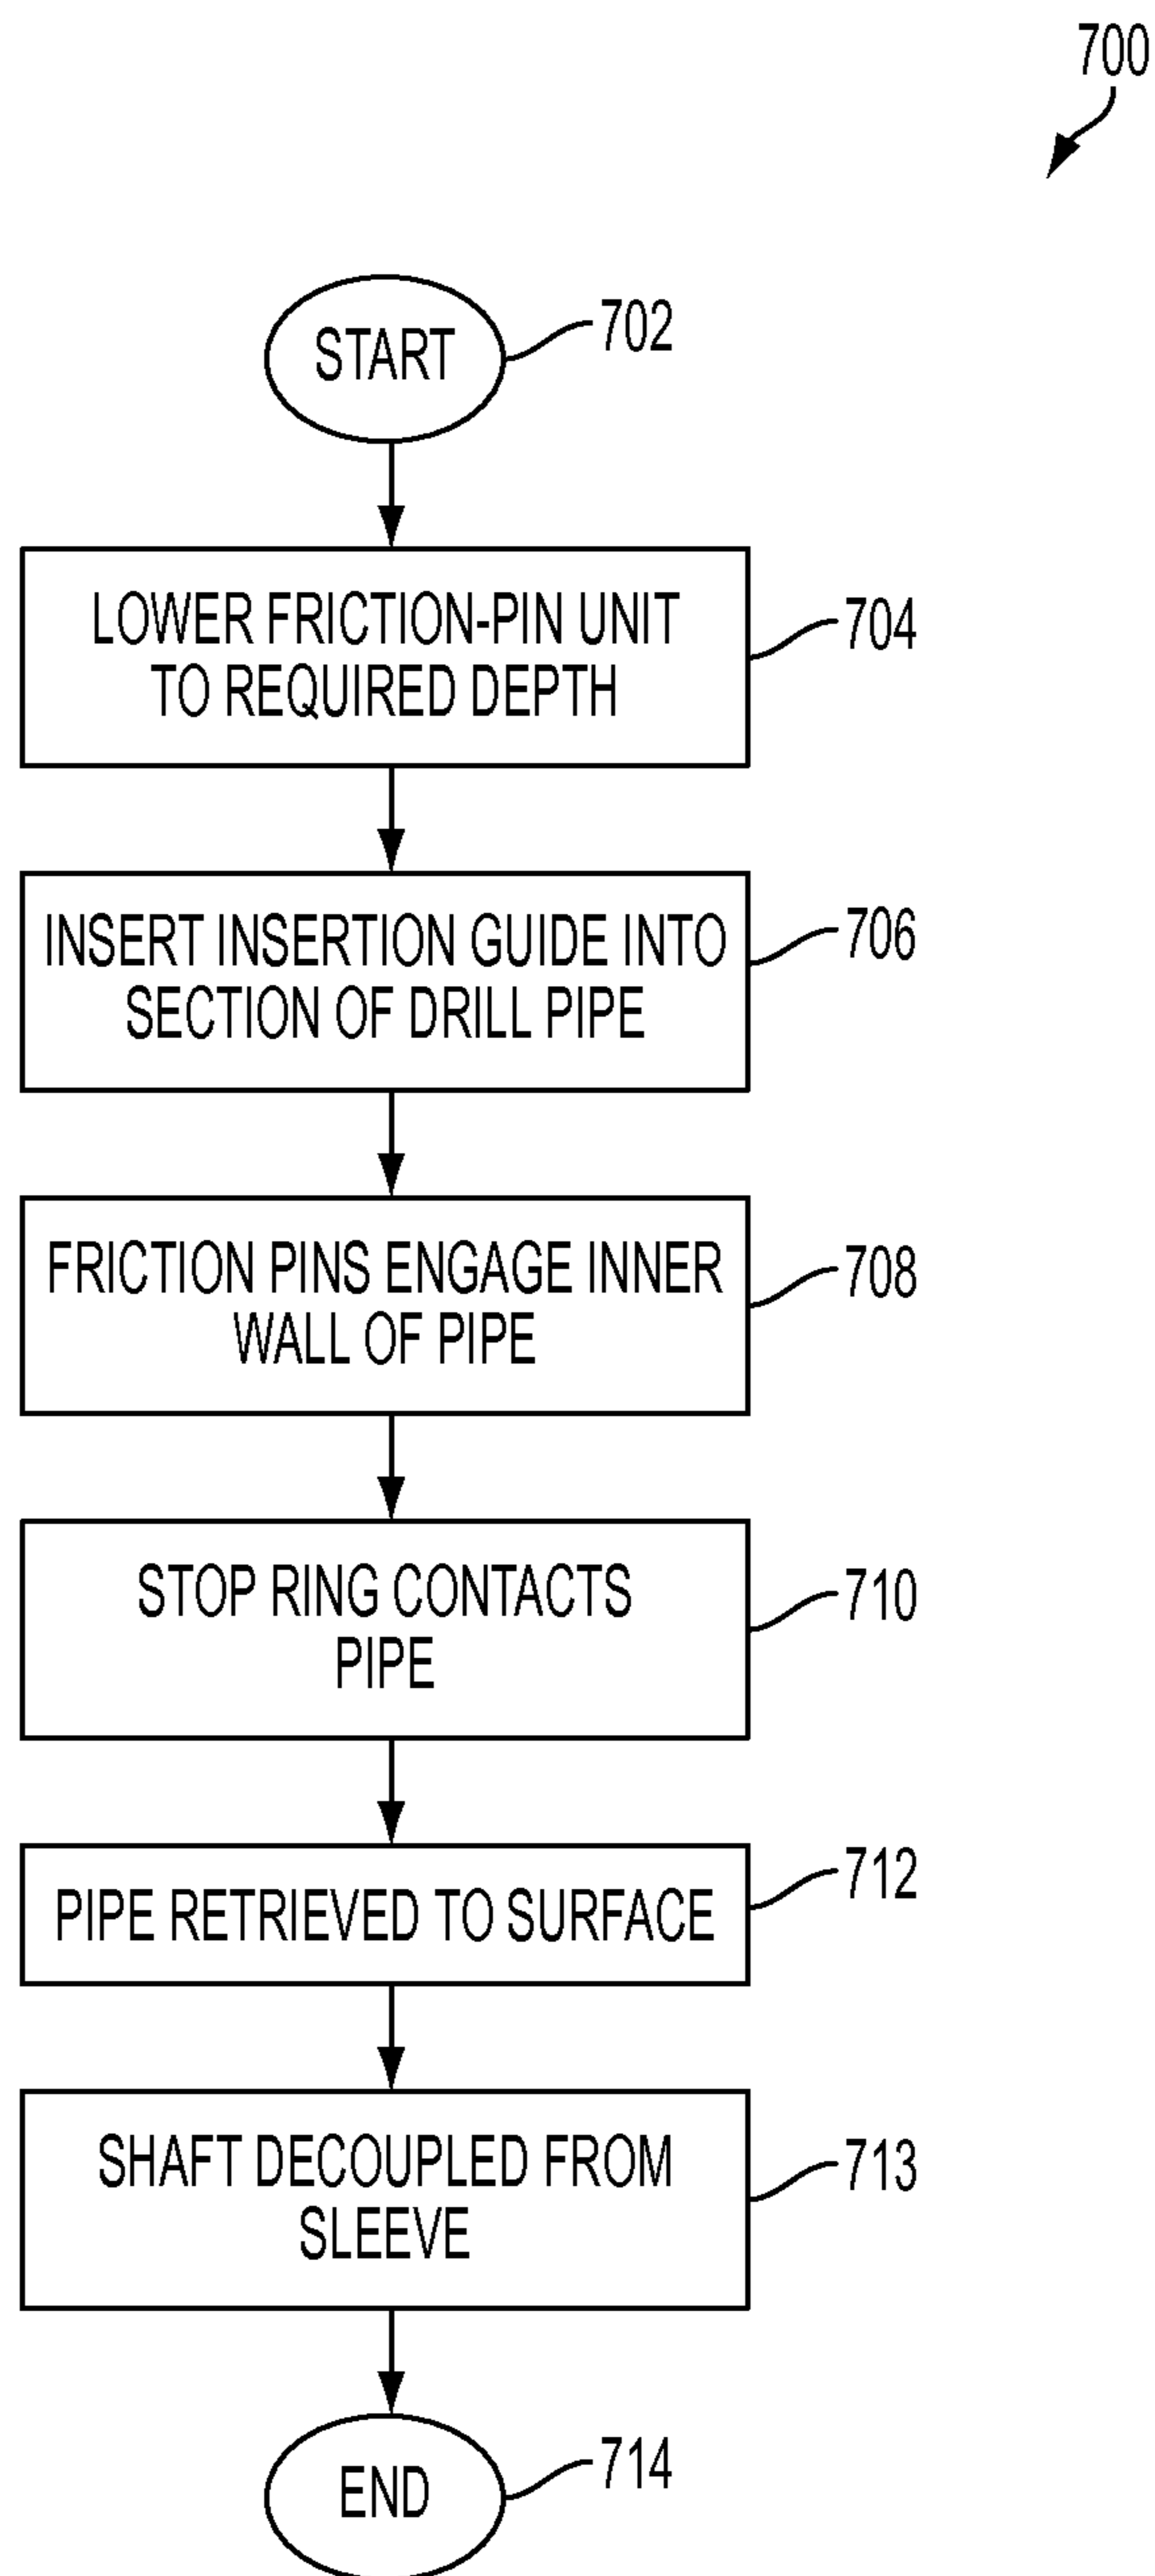 700
START
702
LOWER FRICTION-PIN UNIT
TO REQUIRED DEPTH
704
INSERT INSERTION GUIDE INTO
SECTION OF DRILL PIPE
706
FRICTION PINS ENGAGE INNER
WALL OF PIPE
708
STOP RING CONTACTS
PIPE
710
PIPE RETRIEVED TO SURFACE
712
SHAFT DECOUPLED FROM
SLEEVE
713
END
714